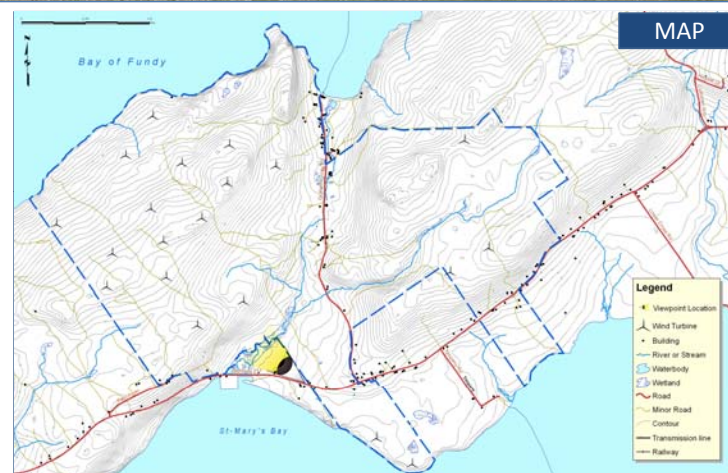 MAP
N
Bay of Fundy
St-Mary's Bay
Legend
Viewpoint Location
Wind Turbine
Building
River or Stream
Waterbody
Wetland
Road
Minor Road
Contour
Transmission line
Railway